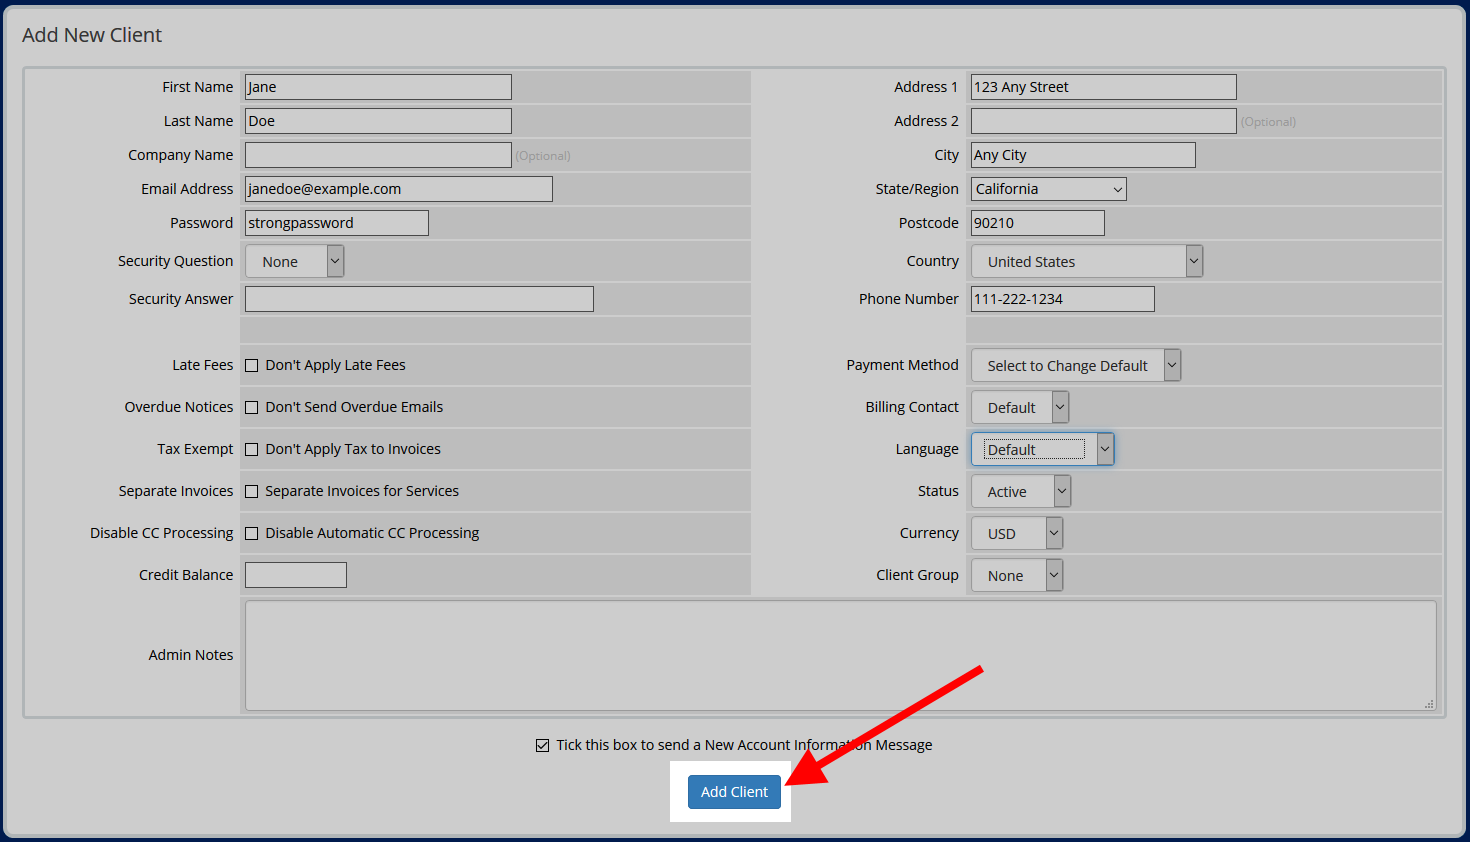 Add New Client
First Name Jane
Last Name Doe
Company Name (Optional)
Email Address janedoe@example.com
Password strongpassword
Security Question None
Security Answer
Late Fees Don't Apply Late Fees
Overdue Notices Don't Send Overdue Emails
Tax Exempt Don't Apply Tax to Invoices
Separate Invoices Separate Invoices for Services
Disable CC Processing Disable Automatic CC Processing
Credit Balance
Address 1 123 Any Street
Address 2 (Optional)
City Any City
State/Region California
Postcode 90210
Country United States
Phone Number 111-222-1234
Payment Method Select to Change Default
Billing Contact Default
Language Default
Status Active
Currency USD
Client Group None
Admin Notes
Tick this box to send a New Account Information Message
Add Client